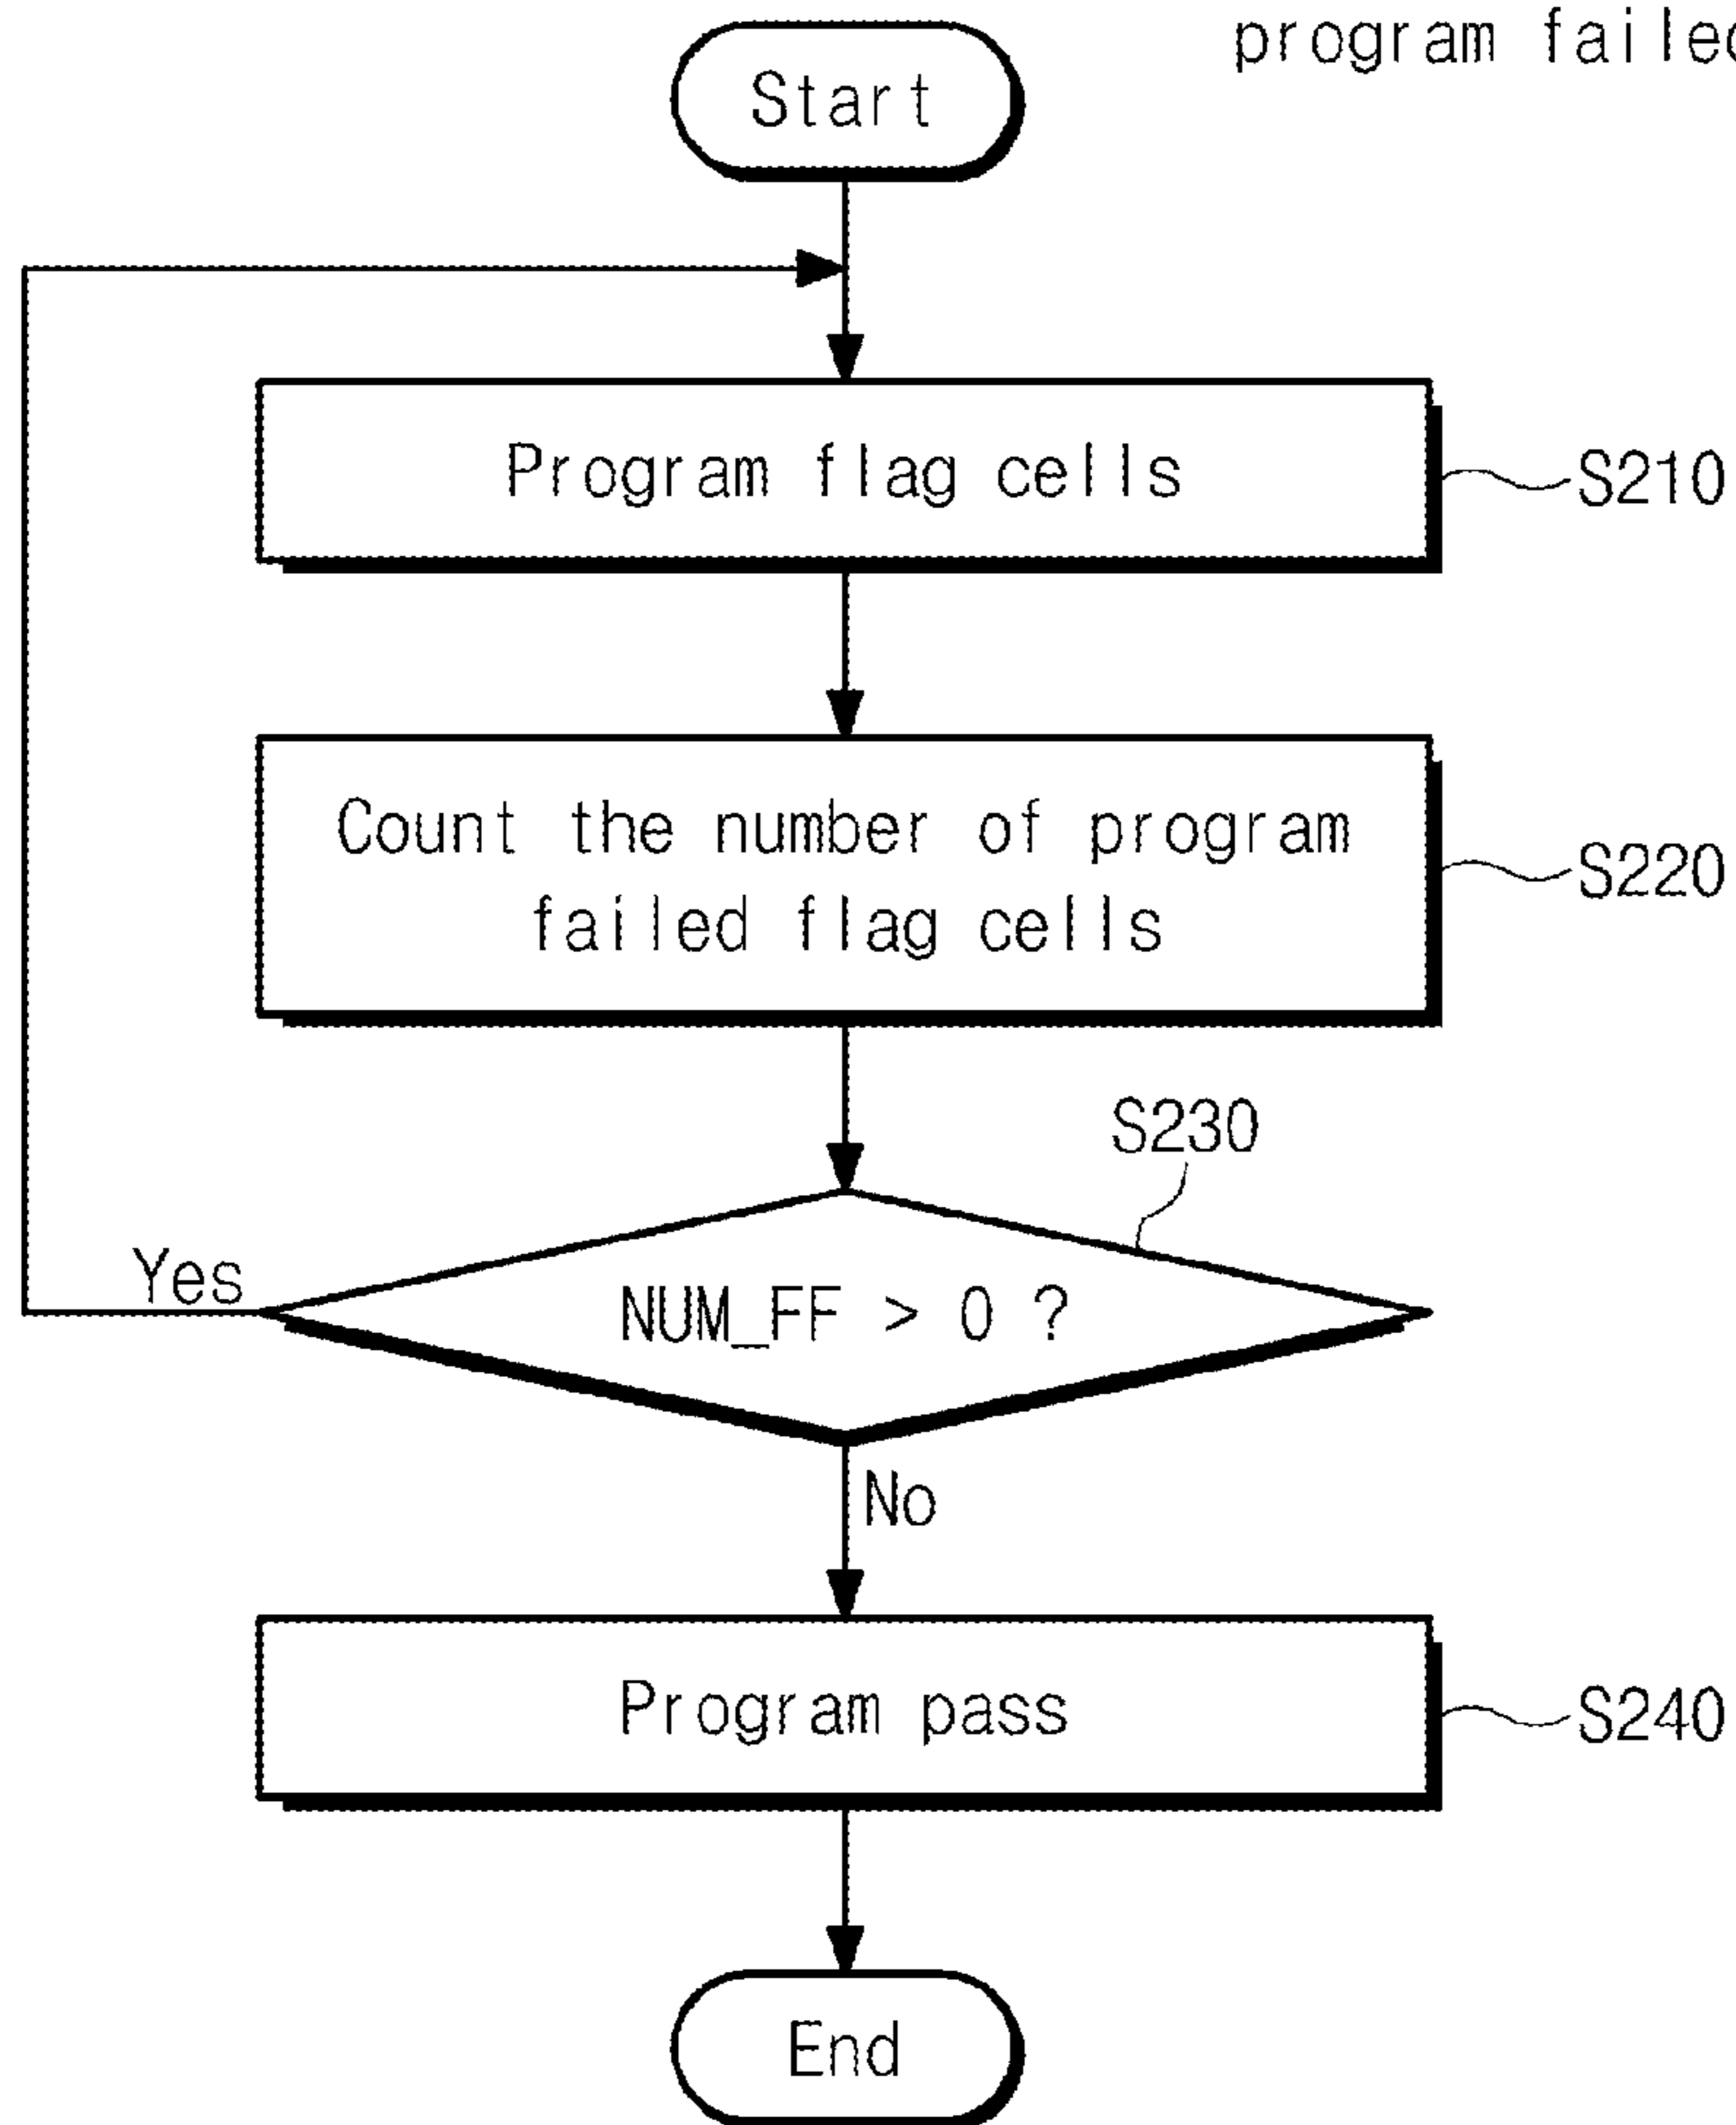 program failed
Start
Program flag cells
S210
Count the number of program
failed flag cells
S220
S230
Yes
NUM_FF > 0 ?
No
Program pass
S240
End